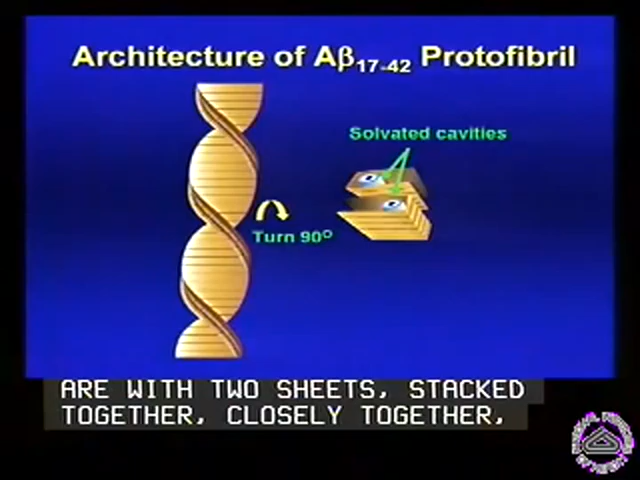 Architecture of Aβ17-42 Protofibril
Solvated cavities
Turn 90°
ARE WITH TWO SHEETS, STACKED
TOGETHER, CLOSELY TOGETHER,